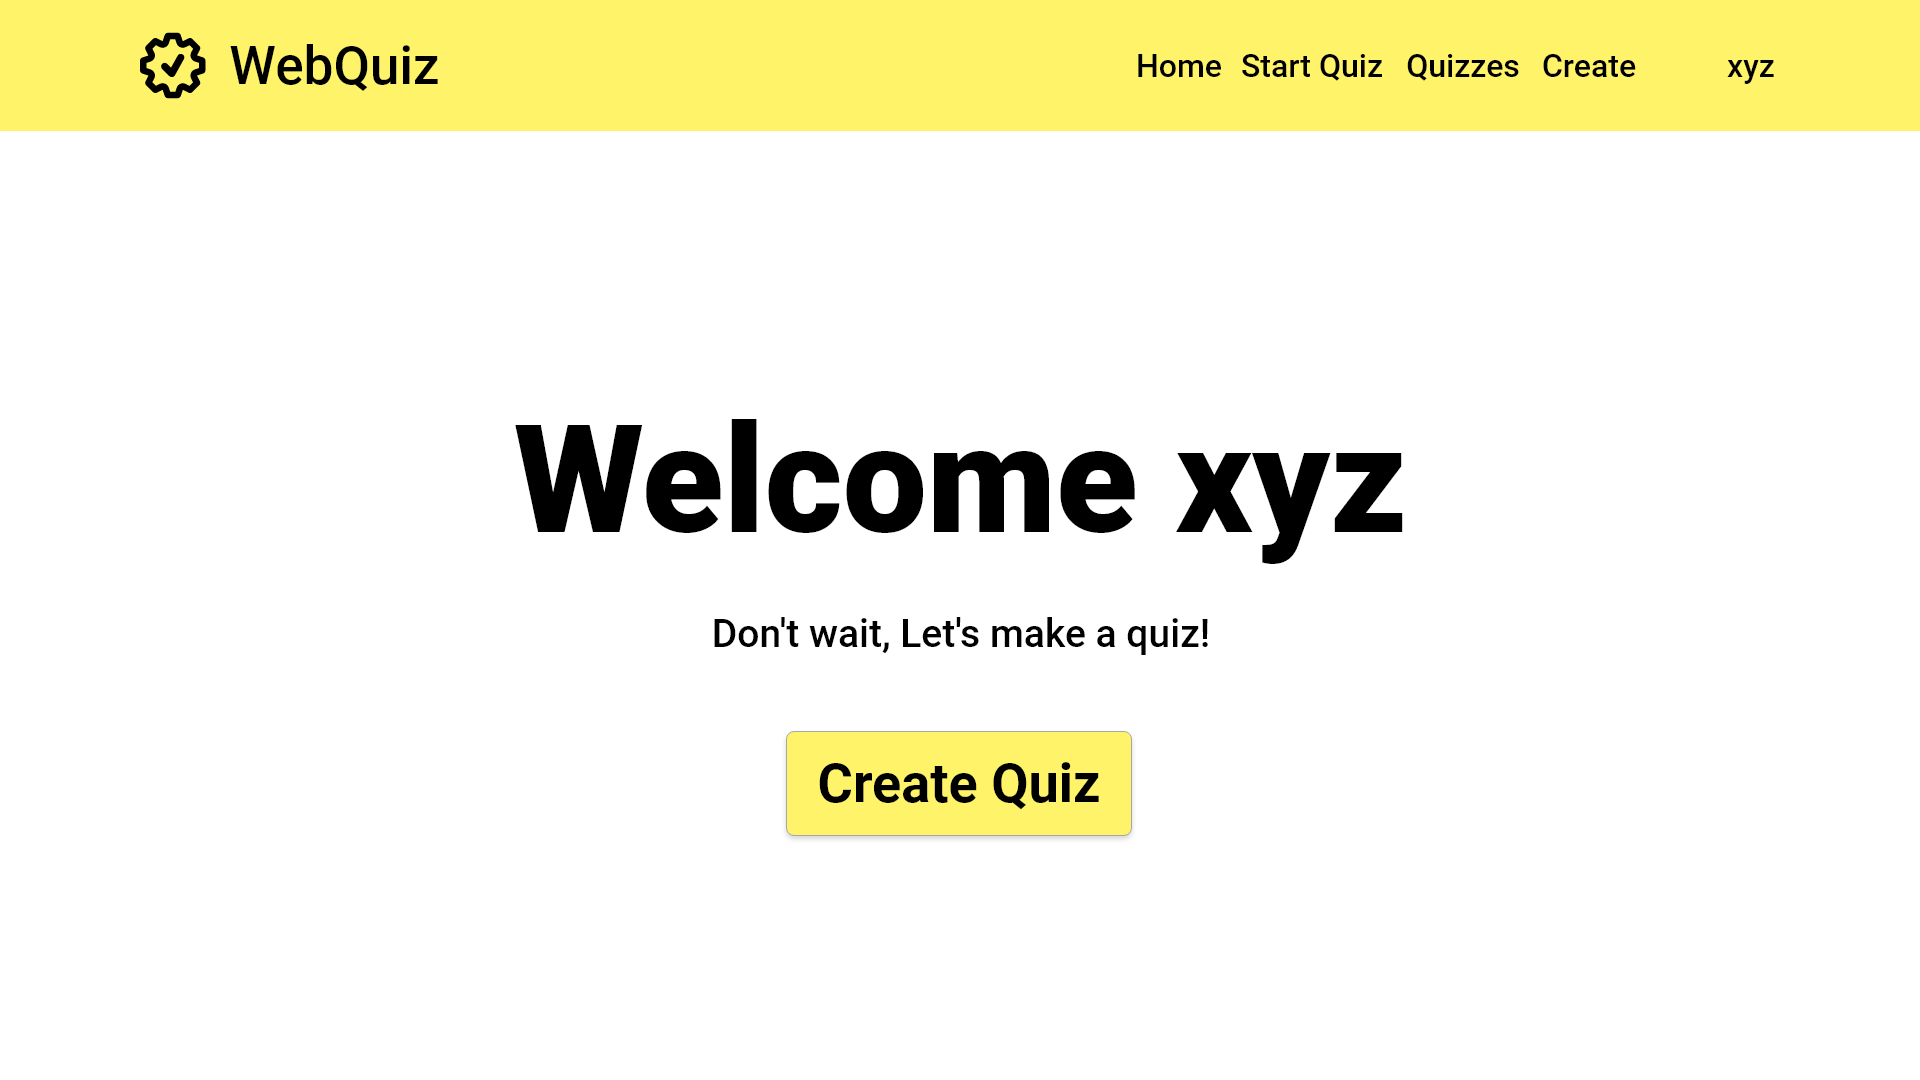 WebQuiz
Home Start Quiz Quizzes Create xyz
Welcome xyz
Don't wait, Let's make a quiz!
Create Quiz